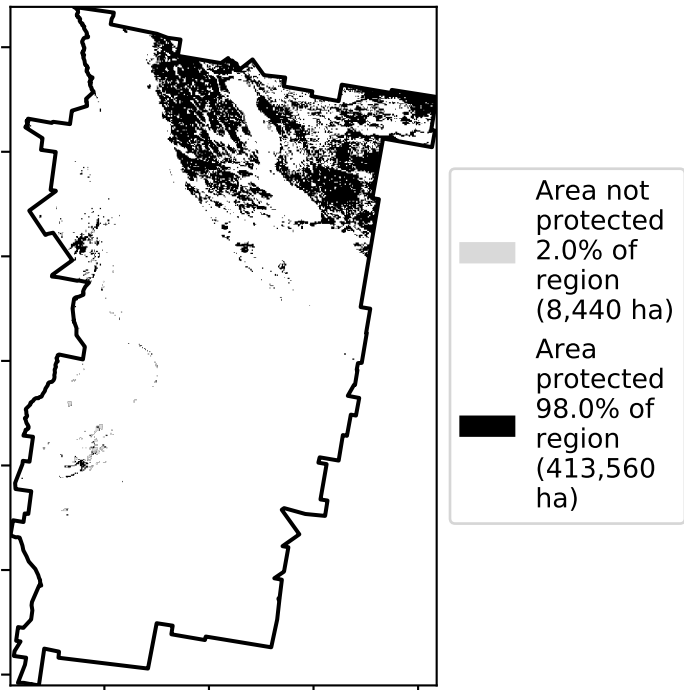 Area not
protected
2.0% of
region
(8,440 ha)
Area
protected
98.0% of
region
(413,560
ha)